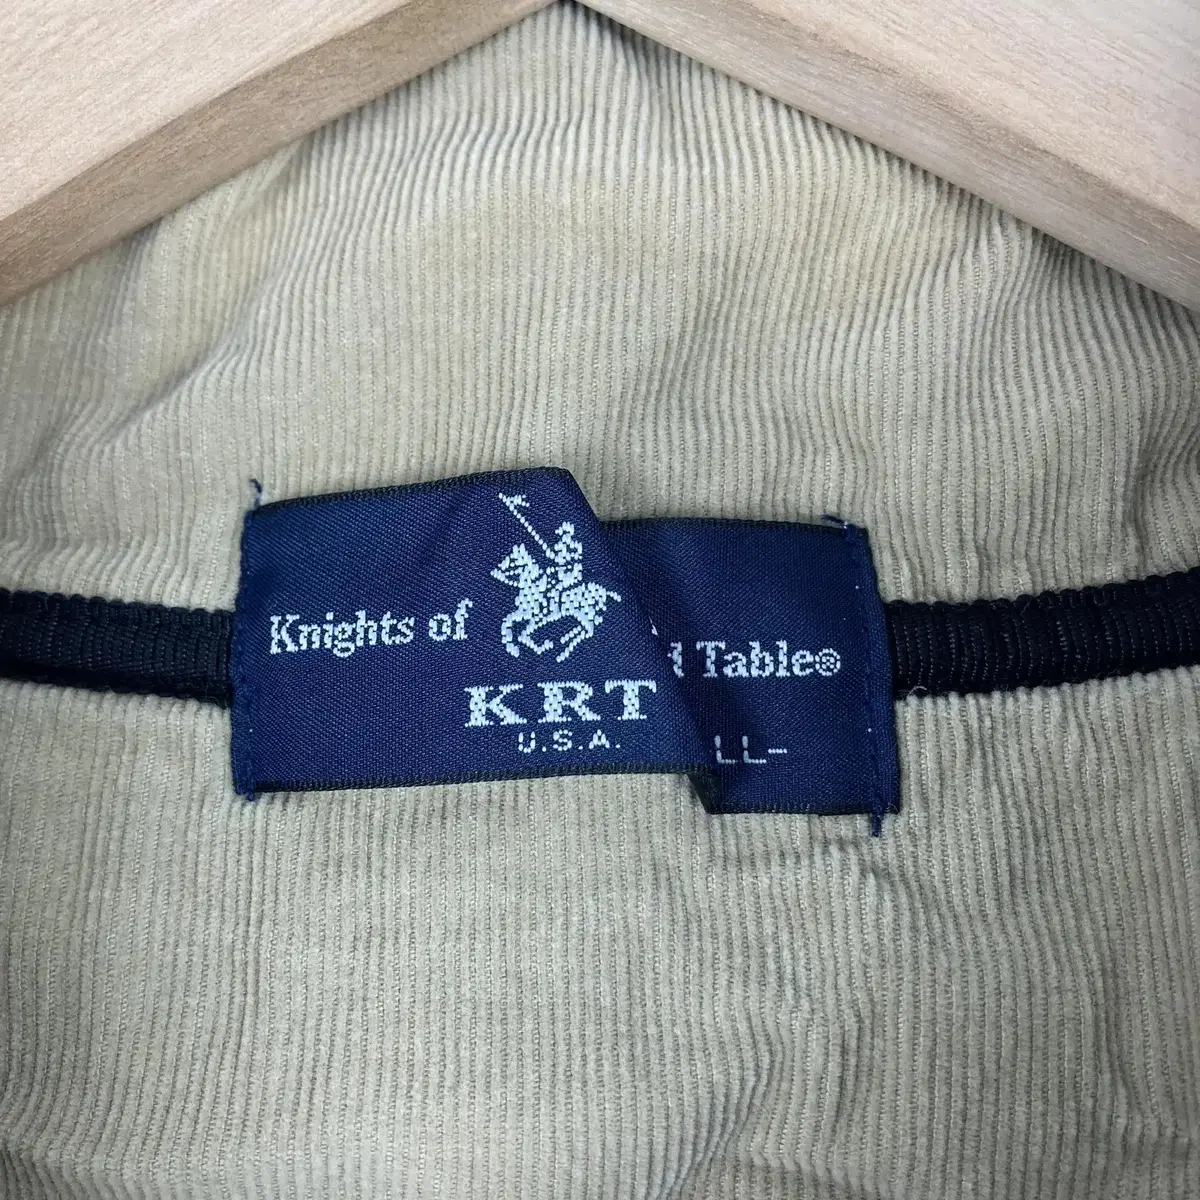 Knights of d Table®
KRT
U.S.A.
LL-